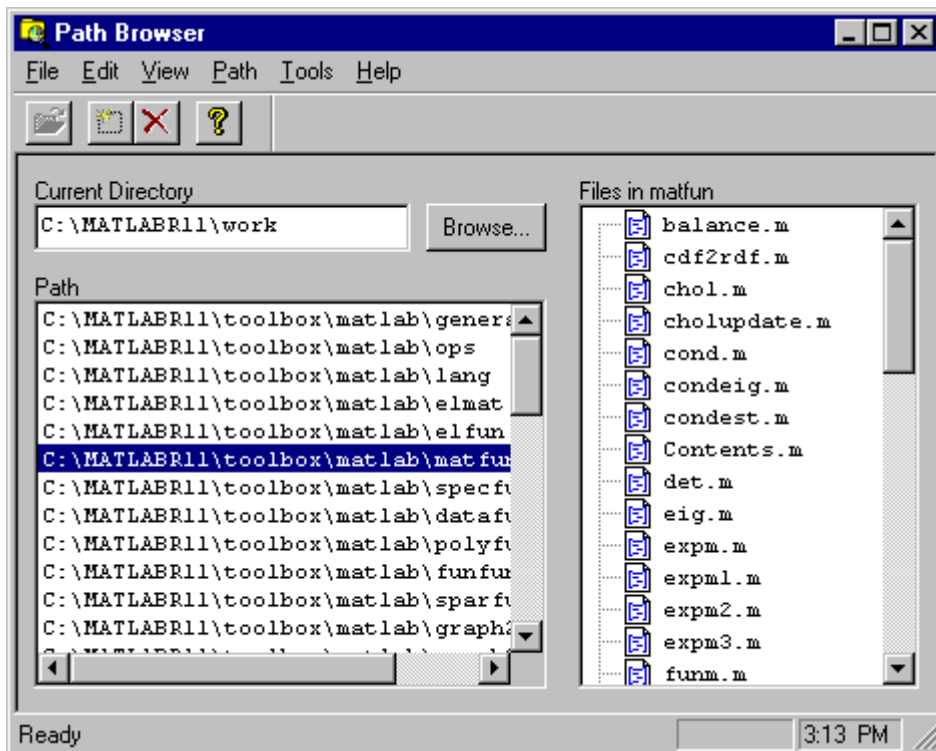 Path Browser
File Edit View Path Tools Help
Current Directory
C:\MATLABR11\work
Browse...
Path
C:\MATLABR11\toolbox\matlab\genera
C:\MATLABR11\toolbox\matlab\ops
C:\MATLABR11\toolbox\matlab\lang
C:\MATLABR11\toolbox\matlab\elmat
C:\MATLABR11\toolbox\matlab\elfun
C:\MATLABR11\toolbox\matlab\matfun
C:\MATLABR11\toolbox\matlab\specfu
C:\MATLABR11\toolbox\matlab\datafu
C:\MATLABR11\toolbox\matlab\polyfu
C:\MATLABR11\toolbox\matlab\funfun
C:\MATLABR11\toolbox\matlab\sparfu
C:\MATLABR11\toolbox\matlab\graph2
Files in matfun
balance.m
cdf2rdf.m
chol.m
cholupdate.m
cond.m
condeig.m
condest.m
Contents.m
det.m
eig.m
expm.m
expm1.m
expm2.m
expm3.m
funm.m
Ready
3:13 PM